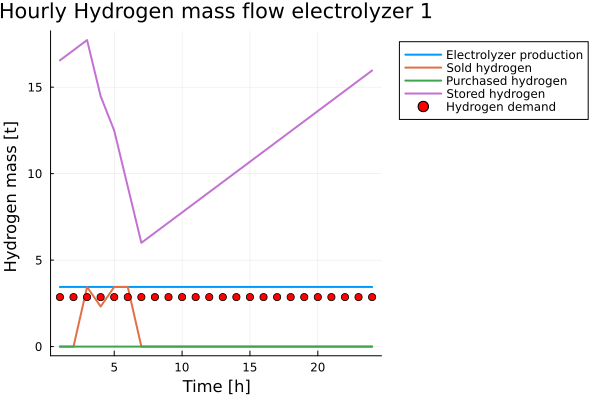 Hourly Hydrogen mass flow electrolyzer 1
Electrolyzer production
Sold hydrogen
Purchased hydrogen
Stored hydrogen
Hydrogen demand
Hydrogen mass [t]
15
10
5
0
5
10
15
20
Time [h]